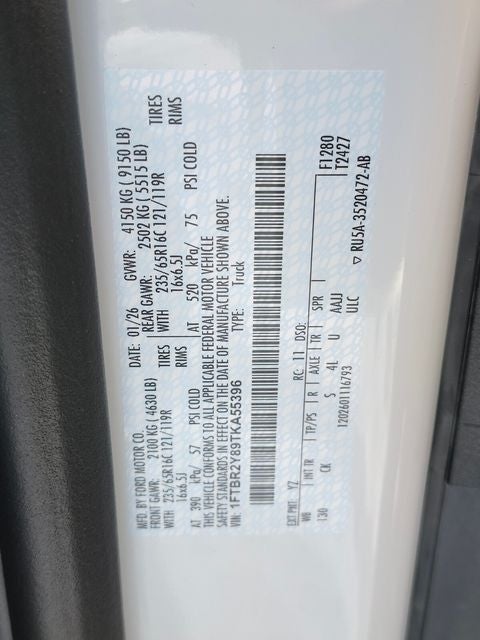 MFD. BY FORD MOTOR CO.
DATE: 01/26 GVWR: 4150 KG ( 9150 LB)
FRONT GAWR: 2100 KG ( 4630 LB) REAR GAWR: 2502 KG ( 5515 LB)
WITH 235/65R16C 121/119R TIRES WITH 235/65R16C 121/119R TIRES
16x6.5J RIMS 16x6.5J RIMS
AT 390 kPa/ 57 PSI COLD AT 520 kPa/ 75 PSI COLD
THIS VEHICLE CONFORMS TO ALL APPLICABLE FEDERAL MOTOR VEHICLE
SAFETY STANDARDS IN EFFECT ON THE DATE OF MANUFACTURE SHOWN ABOVE.
VIN: 1FTBR2Y89TKA55396 TYPE: Truck
F1280
T2427
EXT PNT: YZ RC: 11 DSO:
WB INT TR TP/PS R AXLE TR SPR
130 CK S 4L U AAJJ
ULC
1202601116793
▽ RU5A-3520472-AB